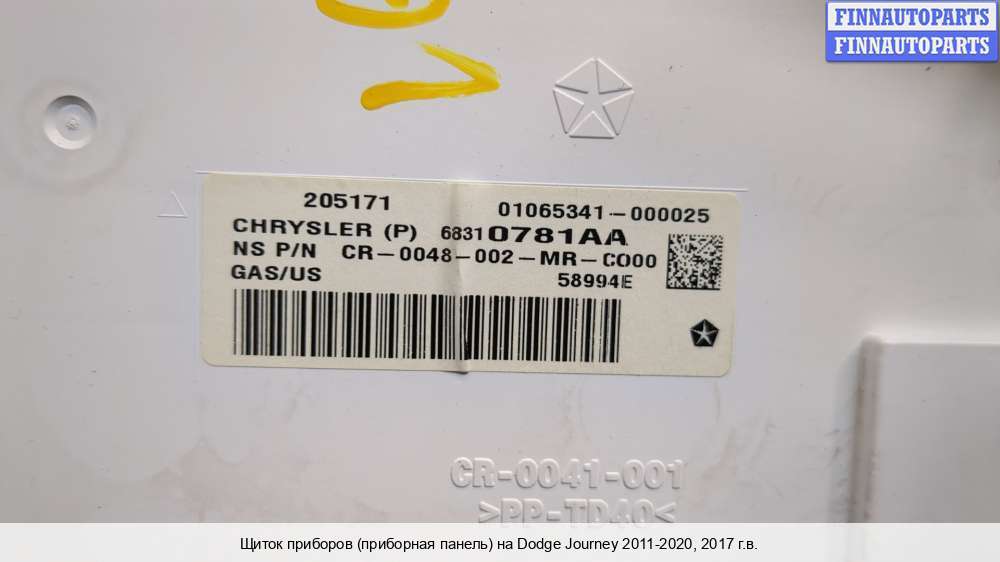 FINNAUTOPARTS
FINNAUTOPARTS
205171 01065341-000025
CHRYSLER (P) 68310781AA
NS P/N CR-0048-002-MR-C000
GAS/US 58994E
CR-0041-001
>PP-TD40<
Щиток приборов (приборная панель) на Dodge Journey 2011-2020, 2017 г.в.